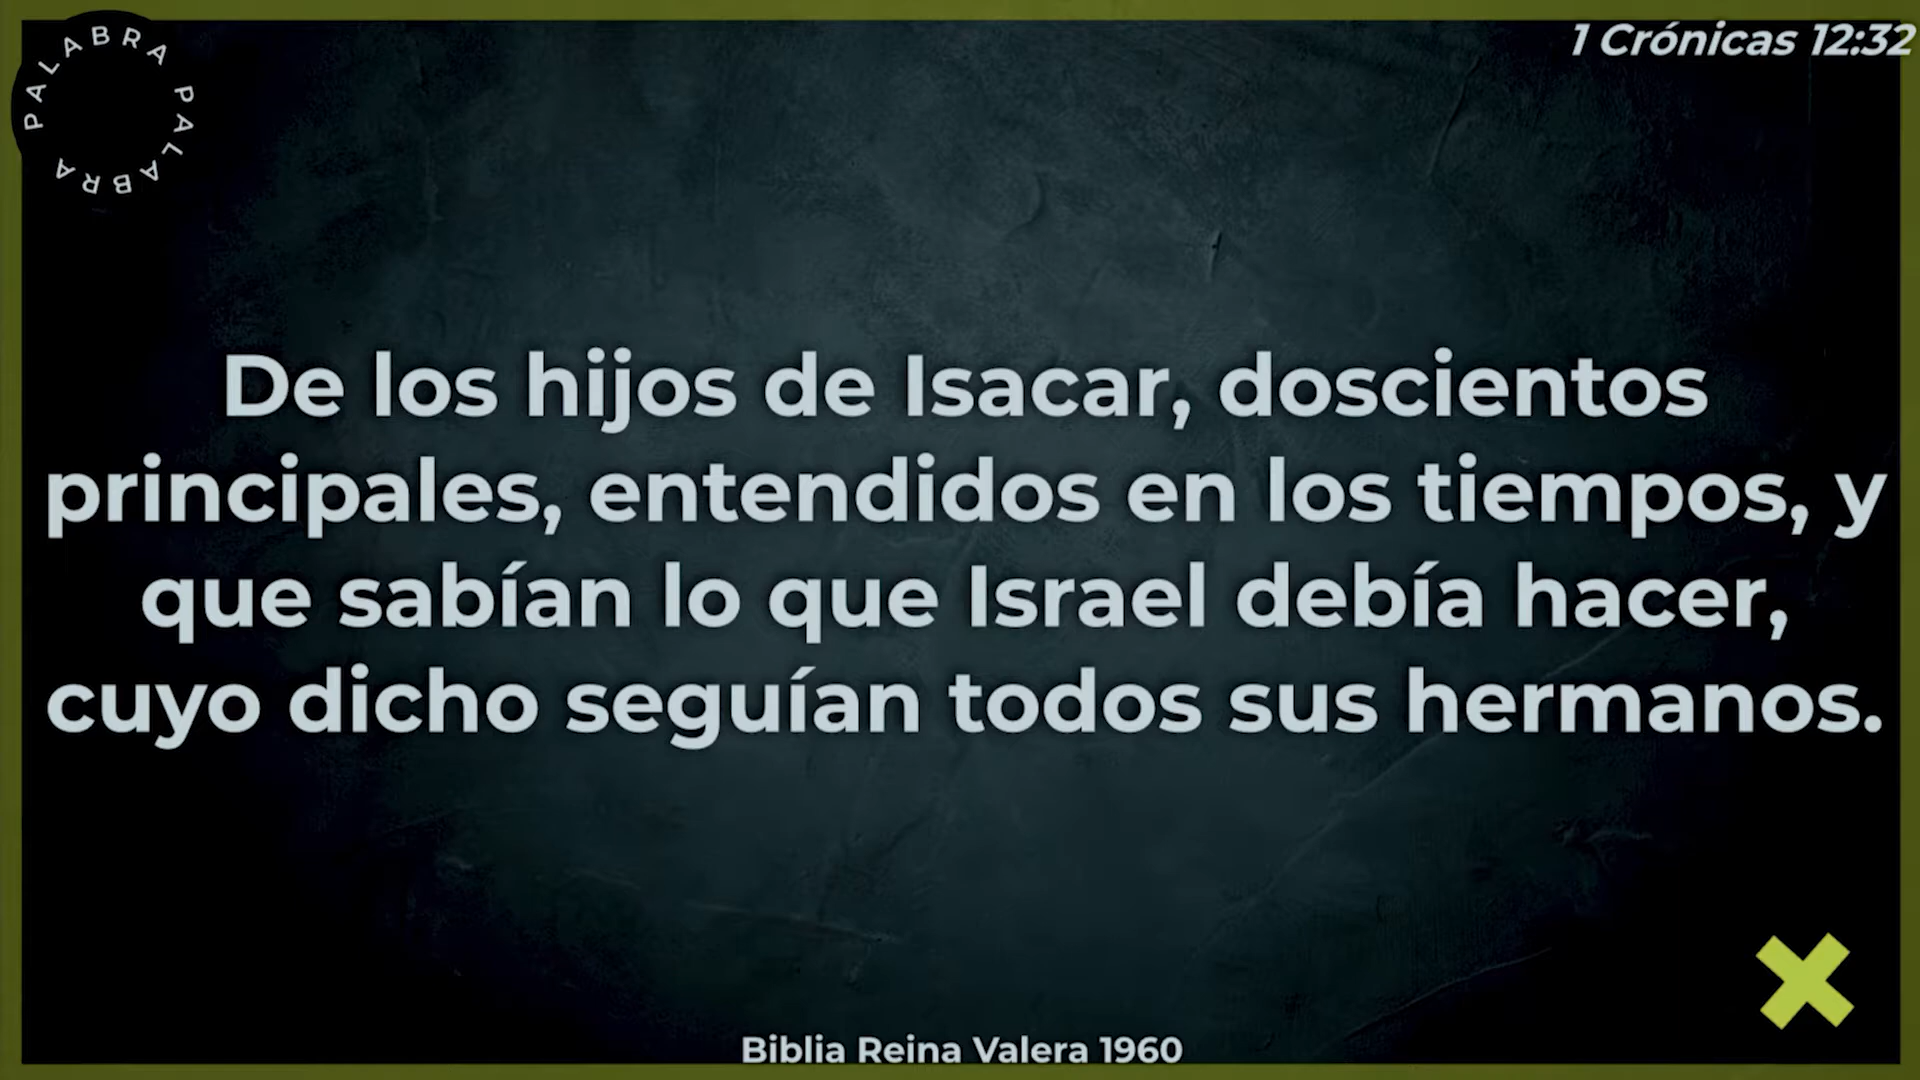 PALABRA PALABRA
1 Crónicas 12:32
De los hijos de Isacar, doscientos
principales, entendidos en los tiempos, y
que sabían lo que Israel debía hacer,
cuyo dicho seguían todos sus hermanos.
Biblia Reina Valera 1960